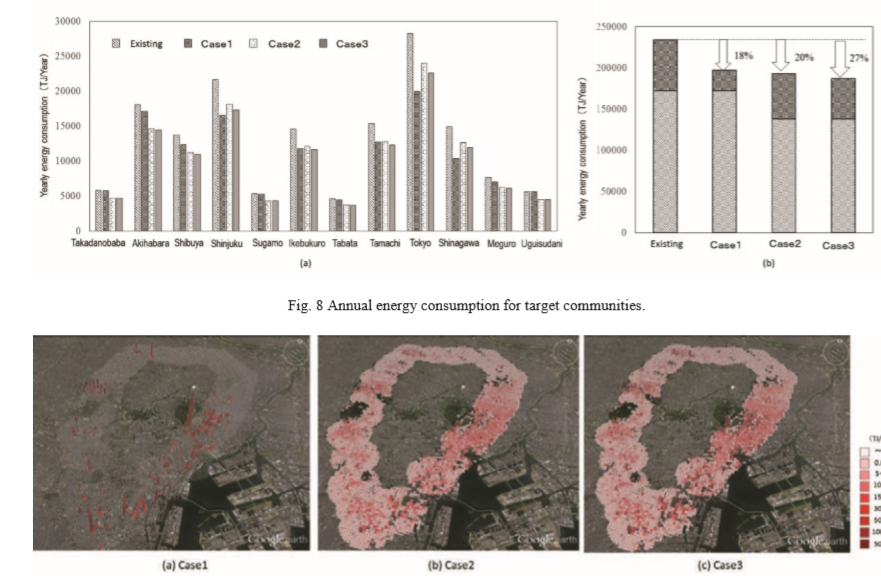 30000
25000
20000
15000
10000
5000
0
Yearly energy consumption (TJ/Year)
Existing Case1 Case2 Case3
Takadanobaba Akihabara Shibuya Shinjuku Sugamo Ikebukuro Tabata Tamachi Tokyo Shinagawa Meguro Uguisudani
(a)
250000
200000
150000
100000
50000
0
Yearly energy consumption (TJ/Year)
18% 20% 27%
Existing Case1 Case2 Case3
(b)
Fig. 8 Annual energy consumption for target communities.
Google earth
Google earth
Google earth
(a) Case1
(b) Case2
(c) Case3